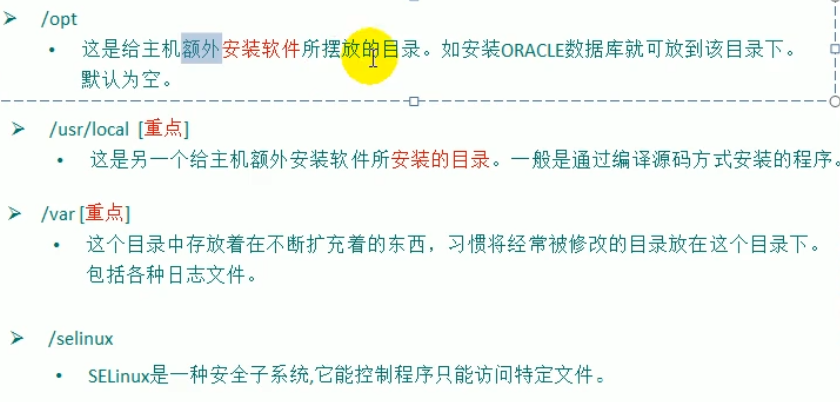 /opt
这是给主机额外安装软件所摆放的目录。如安装ORACLE数据库就可放到该目录下。
默认为空。
/usr/local [重点]
这是另一个给主机额外安装软件所安装的目录。一般是通过编译源码方式安装的程序。
/var [重点]
这个目录中存放着在不断扩充着的东西，习惯将经常被修改的目录放在这个目录下。
包括各种日志文件。
/selinux
SELinux是一种安全子系统,它能控制程序只能访问特定文件。